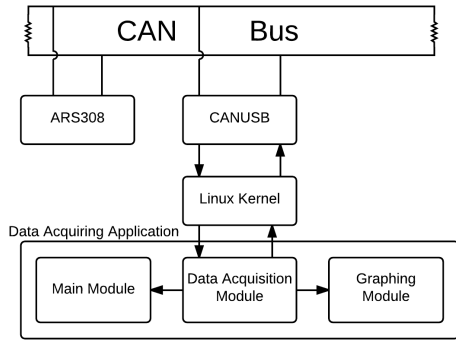 CAN Bus
ARS308
CANUSB
Linux Kernel
Data Acquiring Application
Main Module
Data Acquisition
Module
Graphing
Module